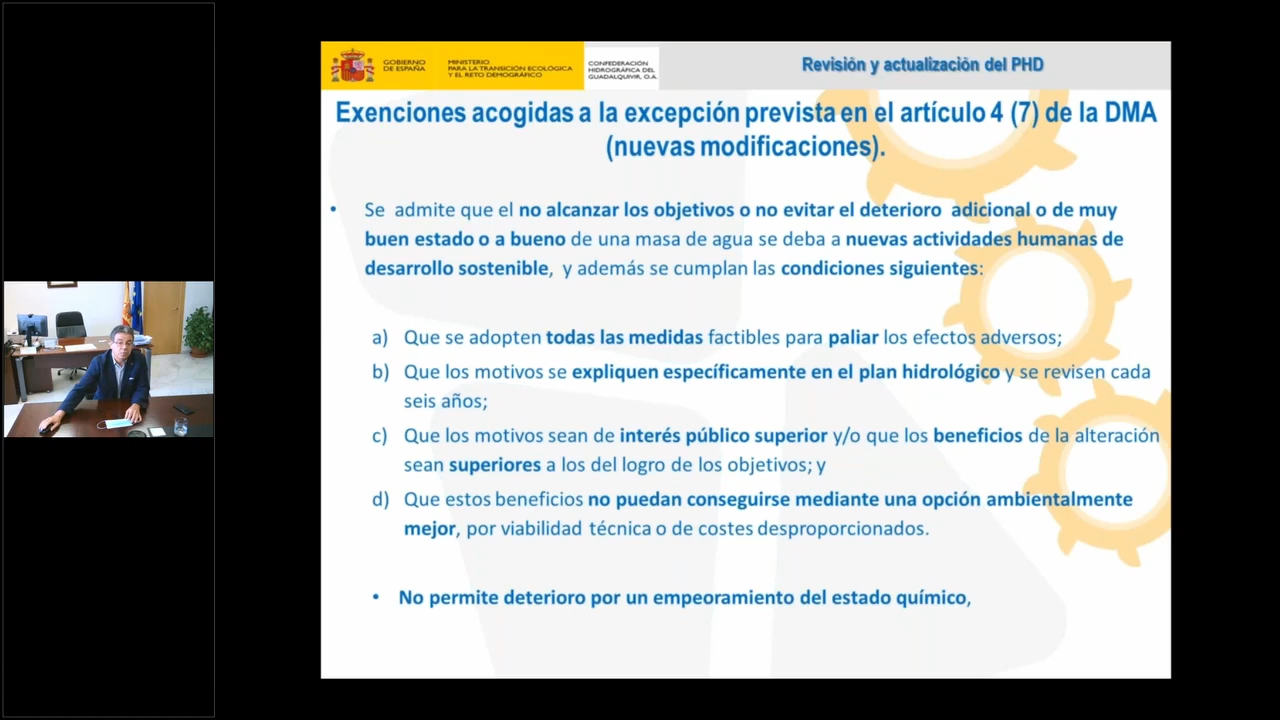 GOBIERNO
DE ESPAÑA
MINISTERIO
PARA LA TRANSICIÓN ECOLÓGICA
Y EL RETO DEMOGRÁFICO
CONFEDERACIÓN
HIDROGRÁFICA DEL
GUADALQUIVIR, O.A.
Revisión y actualización del PHD
Exenciones acogidas a la excepción prevista en el artículo 4 (7) de la DMA
(nuevas modificaciones).
• Se admite que el no alcanzar los objetivos o no evitar el deterioro adicional o de muy
buen estado o a bueno de una masa de agua se deba a nuevas actividades humanas de
desarrollo sostenible, y además se cumplan las condiciones siguientes:
a) Que se adopten todas las medidas factibles para paliar los efectos adversos;
b) Que los motivos se expliquen específicamente en el plan hidrológico y se revisen cada
seis años;
c) Que los motivos sean de interés público superior y/o que los beneficios de la alteración
sean superiores a los del logro de los objetivos; y
d) Que estos beneficios no puedan conseguirse mediante una opción ambientalmente
mejor, por viabilidad técnica o de costes desproporcionados.
• No permite deterioro por un empeoramiento del estado químico,